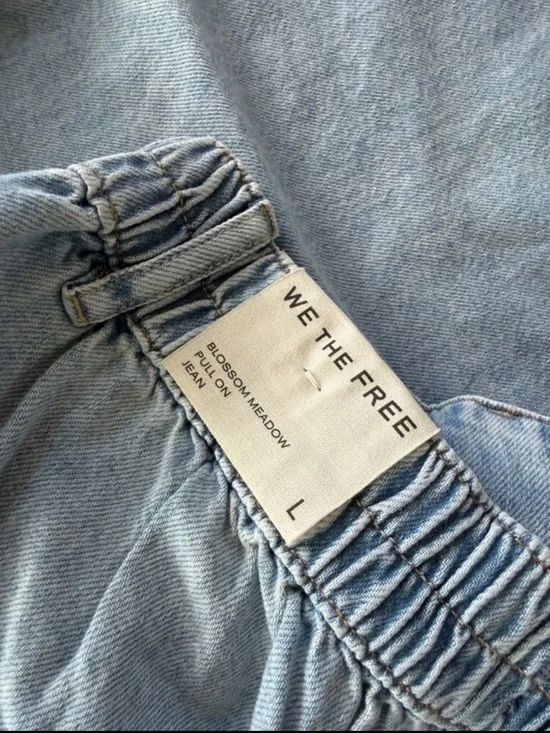 WE THE FREE
BLOSSOM MEADOW
PULL ON
JEAN
L